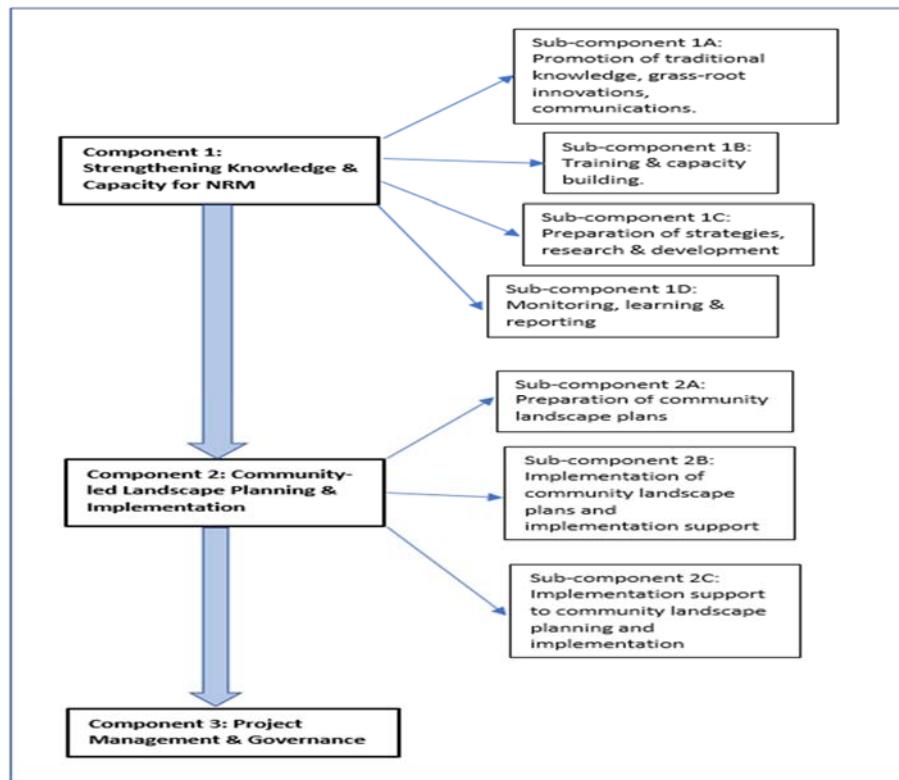 Sub-component 1A:
Promotion of traditional
knowledge, grass-root
innovations,
communications.
Component 1:
Strengthening Knowledge &
Capacity for NRM
Sub-component 1B:
Training & capacity
building.
Sub-component 1C:
Preparation of strategies,
research & development
Sub-component 1D:
Monitoring, learning &
reporting
Sub-component 2A:
Preparation of community
landscape plans
Component 2: Community-
led Landscape Planning &
Implementation
Sub-component 2B:
Implementation of
community landscape
plans and
implementation support
Sub-component 2C:
Implementation support
to community landscape
planning and
implementation
Component 3: Project
Management & Governance